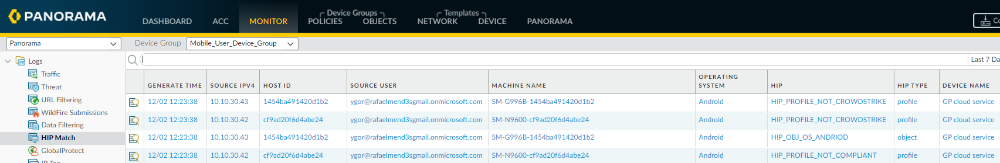 PANORAMA
Device Groups Templates
DASHBOARD ACC MONITOR POLICIES OBJECTS NETWORK DEVICE PANORAMA
Panorama Device Group Mobile_User_Device_Group
Logs
Traffic
Threat
URL Filtering
WildFire Submissions
Data Filtering
HIP Match
GlobalProtect
Last 7 Da
GENERATE TIME SOURCE IPV4 HOST ID SOURCE USER MACHINE NAME OPERATING SYSTEM HIP HIP TYPE DEVICE NAME
12/02 12:23:38 10.10.30.43 1454ba491420d1b2 ygor@rafaelmend3sgmail.onmicrosoft.com SM-G996B-1454ba491420d1b2 Android HIP_PROFILE_NOT_CROWDSTRIKE profile GP cloud service
12/02 12:23:38 10.10.30.42 cf9ad20f6d4abe24 ygor@rafaelmend3sgmail.onmicrosoft.com SM-N9600-cf9ad20f6d4abe24 Android HIP_PROFILE_NOT_CROWDSTRIKE profile GP cloud service
12/02 12:23:38 10.10.30.43 1454ba491420d1b2 ygor@rafaelmend3sgmail.onmicrosoft.com SM-G996B-1454ba491420d1b2 Android HIP_OBJ_OS_ANDRIOD object GP cloud service
12/02 12:23:38 10.10.30.42 cf9ad20f6d4abe24 ygor@rafaelmend3sgmail.onmicrosoft.com SM-N9600-cf9ad20f6d4abe24 Android HIP_PROFILE_NOT_COMPLIANT profile GP cloud service